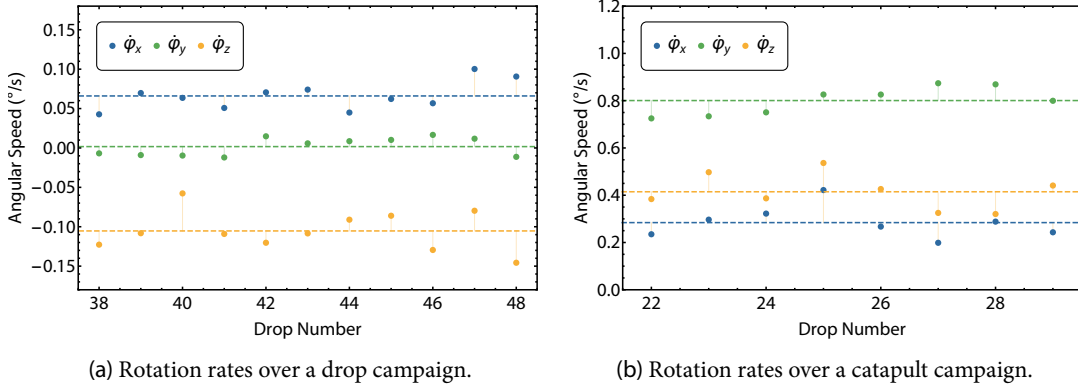 φ̇x φ̇y φ̇z
Angular Speed (°/s)
0.15
0.10
0.05
0.00
−0.05
−0.10
−0.15
38 40 42 44 46 48
Drop Number
(a) Rotation rates over a drop campaign.
φ̇x φ̇y φ̇z
Angular Speed (°/s)
1.2
1.0
0.8
0.6
0.4
0.2
0.0
22 24 26 28
Drop Number
(b) Rotation rates over a catapult campaign.